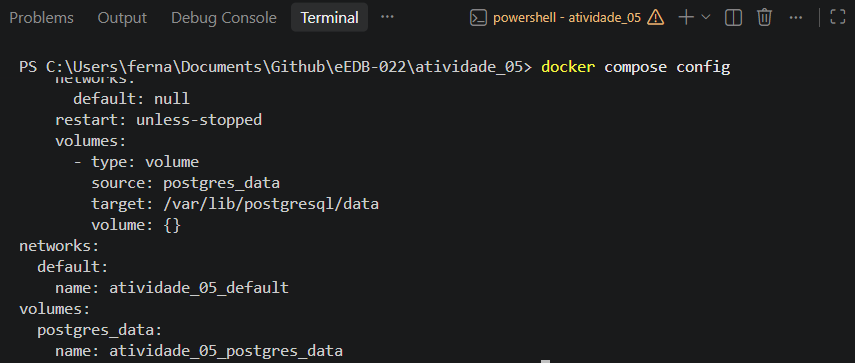 Problems Output Debug Console Terminal ··· powershell - atividade_05
PS C:\Users\ferna\Documents\Github\eEDB-022\atividade_05> docker compose config
networks:
default: null
restart: unless-stopped
volumes:
- type: volume
source: postgres_data
target: /var/lib/postgresql/data
volume: {}
networks:
default:
name: atividade_05_default
volumes:
postgres_data:
name: atividade_05_postgres_data